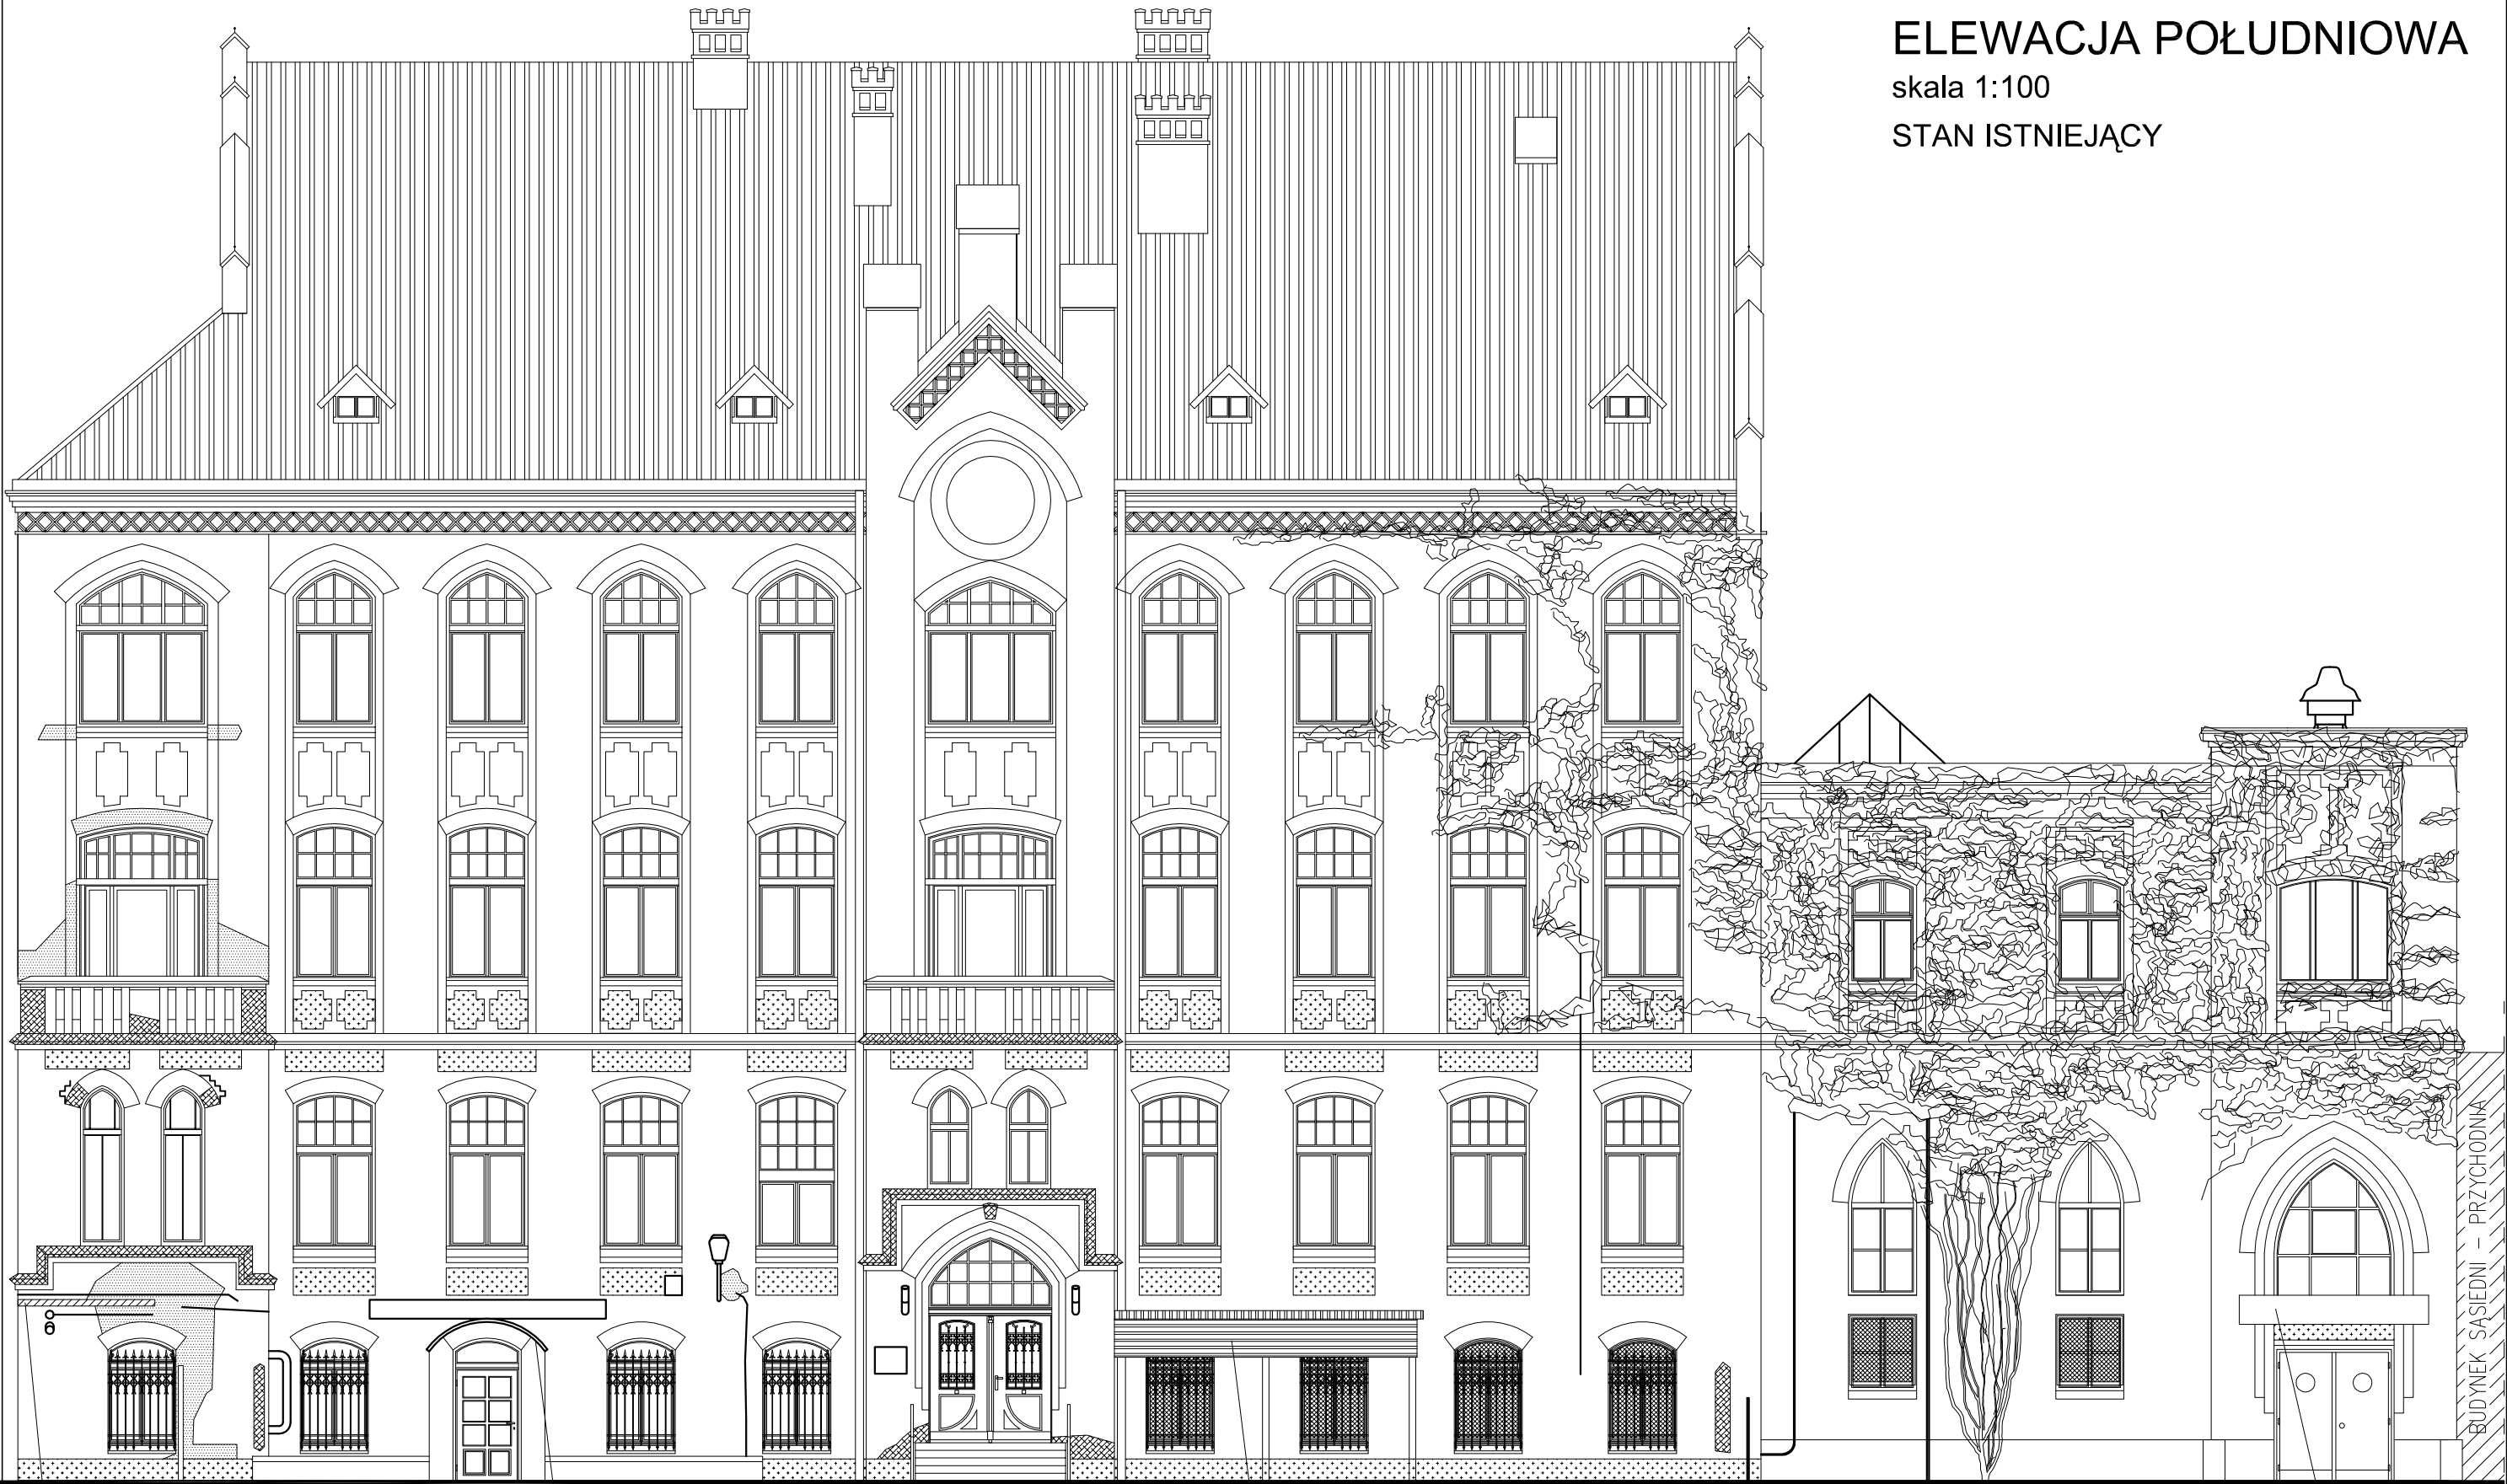 ELEWACJA POŁUDNIOWA
skala 1:100
STAN ISTNIEJĄCY
BUDYNEK SĄSIEDNI - PRZYCHODNIA